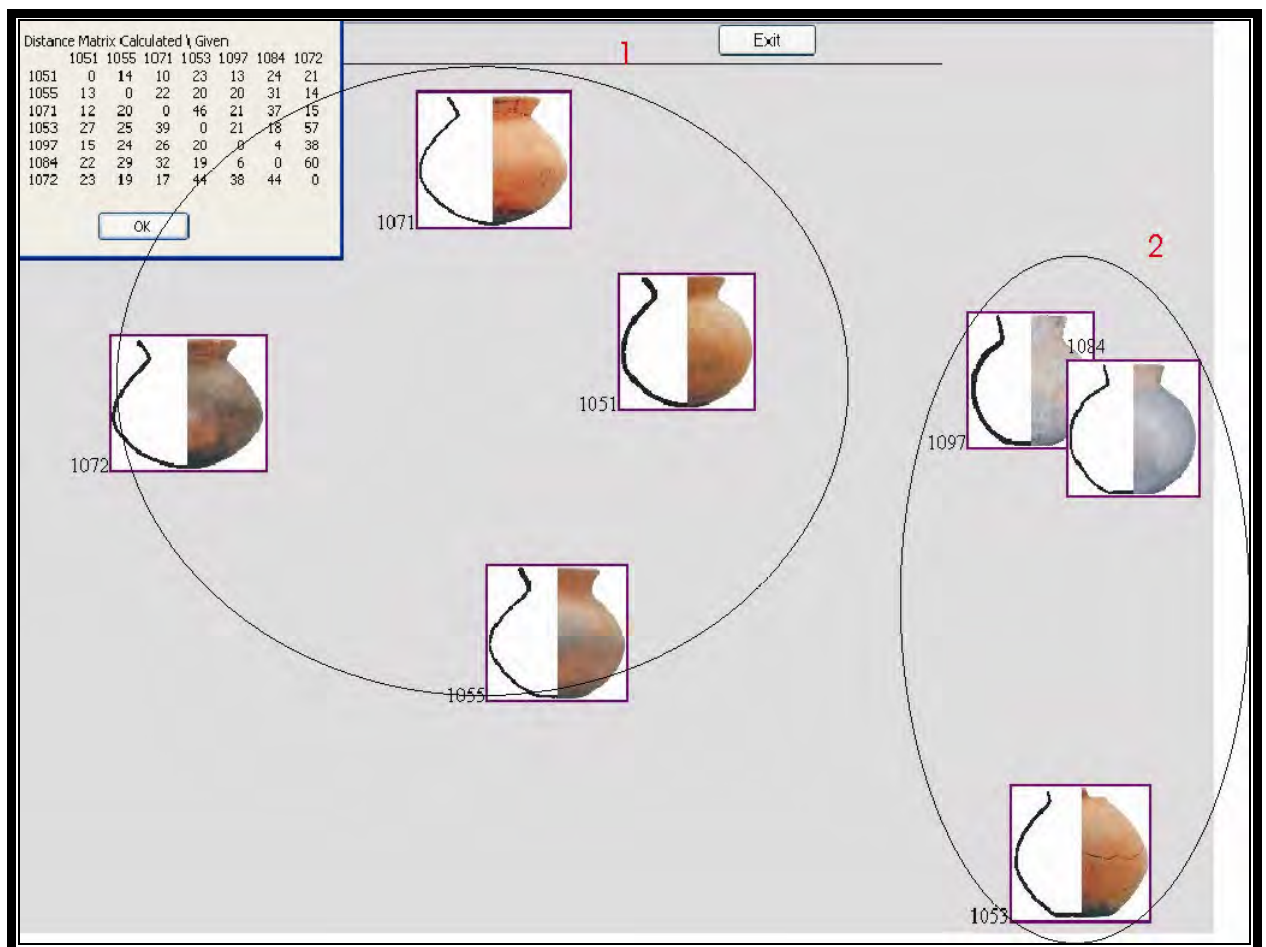 Distance Matrix Calculated \ Given
1051 1055 1071 1053 1097 1084 1072
1051 0 14 10 23 13 24 21
1055 13 0 22 20 20 31 14
1071 12 20 0 46 21 37 15
1053 27 25 39 0 21 18 57
1097 15 24 26 20 0 4 38
1084 22 29 32 19 6 0 60
1072 23 19 17 44 38 44 0
OK
Exit
1
1071
2
1051
1084
1097
1072
1055
1053